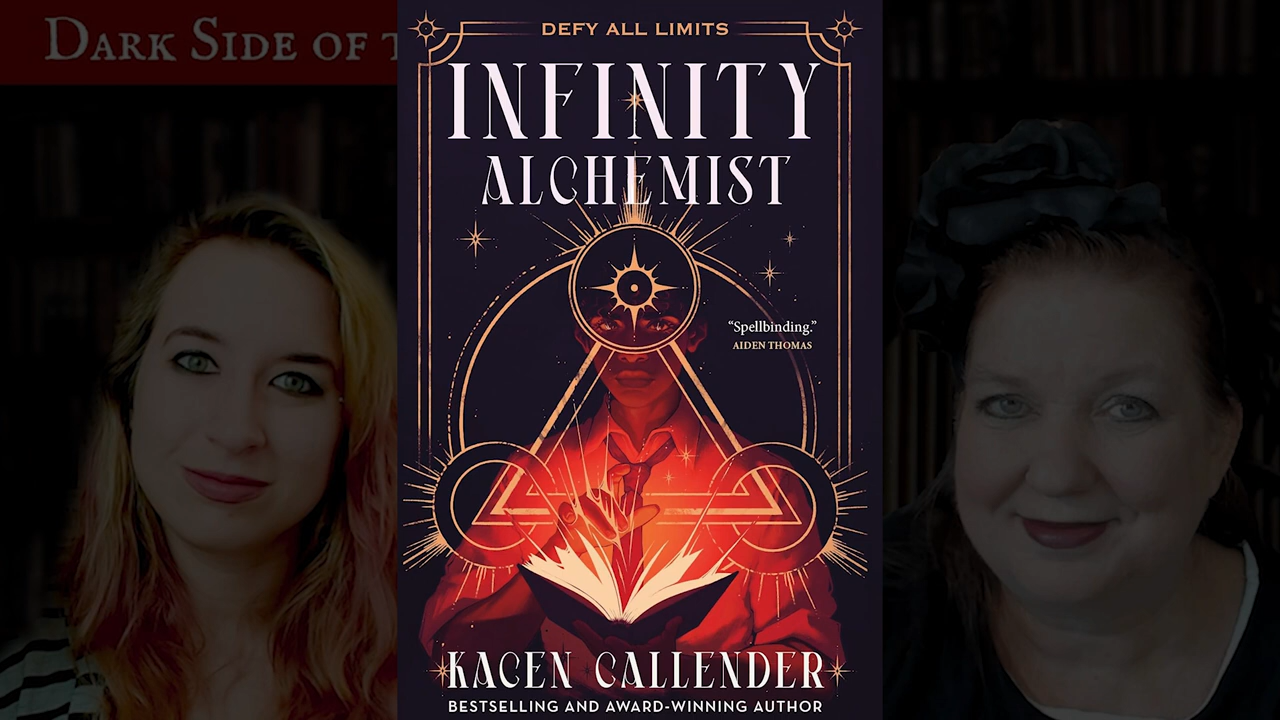 DARK SIDE OF
DEFY ALL LIMITS
INFINITY
ALCHEMIST
“Spellbinding.”
AIDEN THOMAS
KACEN CALLENDER
BESTSELLING AND AWARD-WINNING AUTHOR